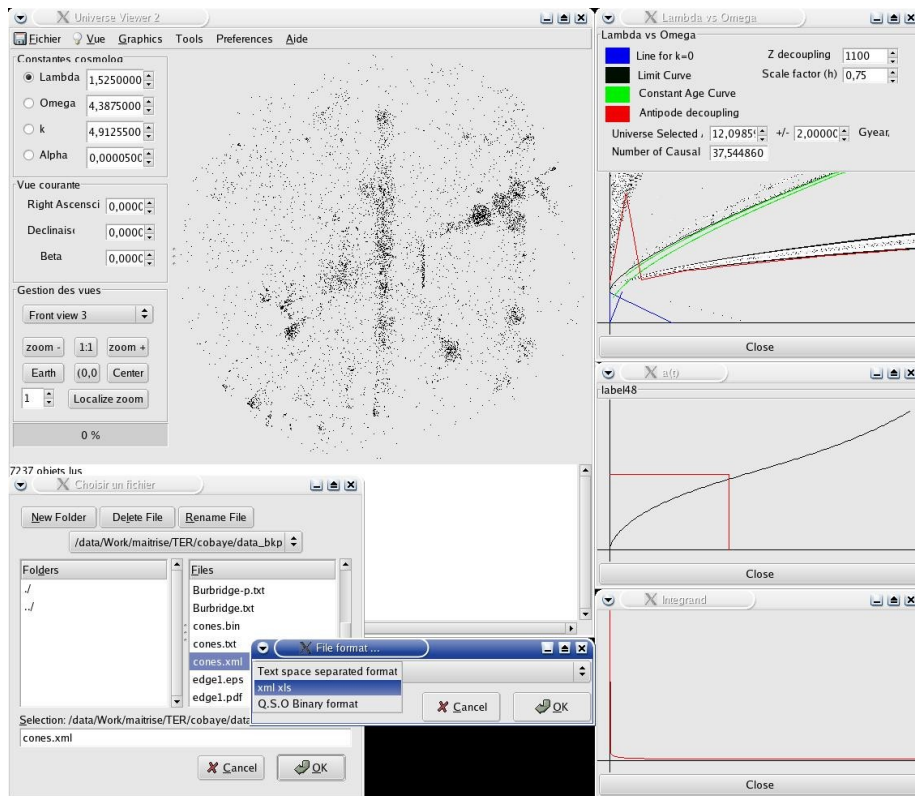 Universe Viewer 2
Fichier Vue Graphics Tools Preferences Aide
Constantes cosmolog
Lambda 1,5250000
Omega 4,3875000
k 4,9125500
Alpha 0,0000500
Vue courante
Right Ascensci 0,000
Declinais 0,000
Beta 0,000
Gestion des vues
Front view 3
zoom - 1:1 zoom +
Earth (0,0 Center
1 Localize zoom
0 %
7237 objets lus
Choisir un fichier
New Folder Delete File Rename File
/data/Work/maitrise/TER/cobaye/data_bkp
Folders
./
../
Files
Burbridge-p.txt
Burbridge.txt
cones.bin
cones.txt
cones.xml
edge1.eps
edge1.pdf
Selection: /data/Work/maitrise/TER/cobaye/data
cones.xml
Cancel OK
File format ...
Text space separated format
xml xls
Q.S.O Binary format
Cancel OK
Lambda vs Omega
Lambda vs Omega
Line for k=0
Limit Curve
Constant Age Curve
Antipode decoupling
Z decoupling 1100
Scale factor (h) 0,75
Universe Selected 12,0985 +/- 2,0000 Gyear,
Number of Causal 37,544860
Close
a(t)
label48
Close
Integrand
Close